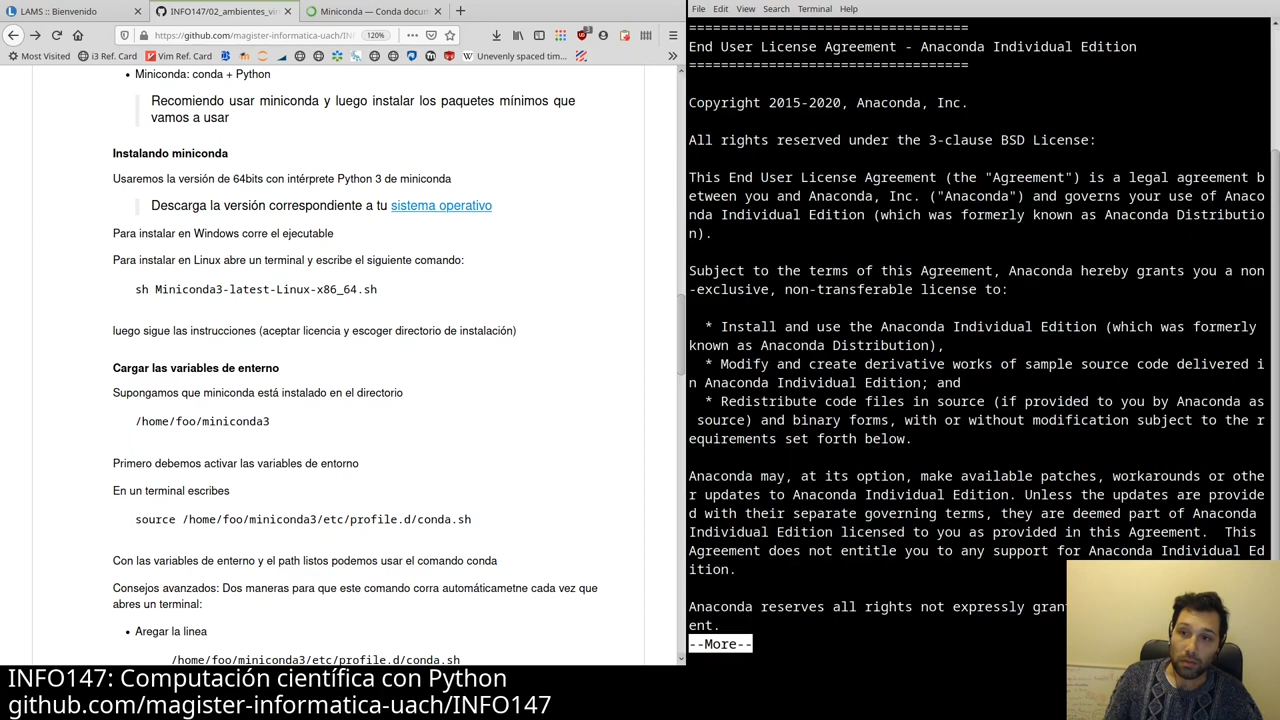 LAMS :: Bienvenido
INFO147/02_ambientes_vir
Miniconda — Conda docum
https://github.com/magister-informatica-uach/INI
120%
Most Visited
i3 Ref. Card
Vim Ref. Card
Unevenly spaced tim…
• Miniconda: conda + Python
Recomiendo usar miniconda y luego instalar los paquetes mínimos que
vamos a usar
Instalando miniconda
Usaremos la versión de 64bits con intérprete Python 3 de miniconda
Descarga la versión correspondiente a tu sistema operativo
Para instalar en Windows corre el ejecutable
Para instalar en Linux abre un terminal y escribe el siguiente comando:
sh Miniconda3-latest-Linux-x86_64.sh
luego sigue las instrucciones (aceptar licencia y escoger directorio de instalación)
Cargar las variables de enterno
Supongamos que miniconda está instalado en el directorio
/home/foo/miniconda3
Primero debemos activar las variables de entorno
En un terminal escribes
source /home/foo/miniconda3/etc/profile.d/conda.sh
Con las variables de enterno y el path listos podemos usar el comando conda
Consejos avanzados: Dos maneras para que este comando corra automáticametne cada vez que
abres un terminal:
• Aregar la linea
/home/foo/miniconda3/etc/profile.d/conda.sh
File Edit View Search Terminal Help
===================================
End User License Agreement - Anaconda Individual Edition
===================================
Copyright 2015-2020, Anaconda, Inc.
All rights reserved under the 3-clause BSD License:
This End User License Agreement (the "Agreement") is a legal agreement b
etween you and Anaconda, Inc. ("Anaconda") and governs your use of Anaco
nda Individual Edition (which was formerly known as Anaconda Distributio
n).
Subject to the terms of this Agreement, Anaconda hereby grants you a non
-exclusive, non-transferable license to:
* Install and use the Anaconda Individual Edition (which was formerly
known as Anaconda Distribution),
* Modify and create derivative works of sample source code delivered i
n Anaconda Individual Edition; and
* Redistribute code files in source (if provided to you by Anaconda as
source) and binary forms, with or without modification subject to the r
equirements set forth below.
Anaconda may, at its option, make available patches, workarounds or othe
r updates to Anaconda Individual Edition. Unless the updates are provide
d with their separate governing terms, they are deemed part of Anaconda
Individual Edition licensed to you as provided in this Agreement.  This
Agreement does not entitle you to any support for Anaconda Individual Ed
ition.
Anaconda reserves all rights not expressly gran
ent.
--More--
INFO147: Computación científica con Python
github.com/magister-informatica-uach/INFO147